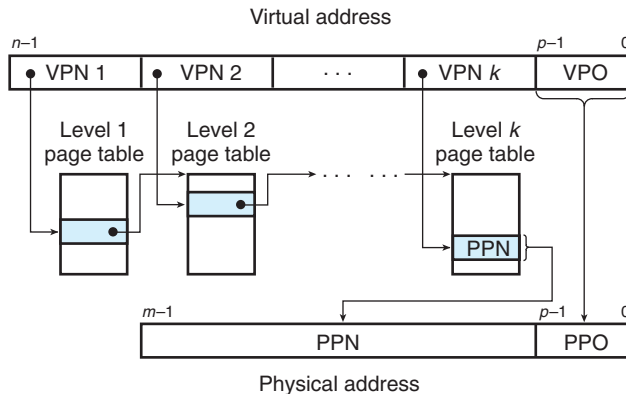 Virtual address
n–1 p–1 0
VPN 1 VPN 2 · · · VPN k VPO
Level 1 Level 2 Level k
page table page table page table
· · · · · ·
PPN
m–1 p–1 0
PPN PPO
Physical address